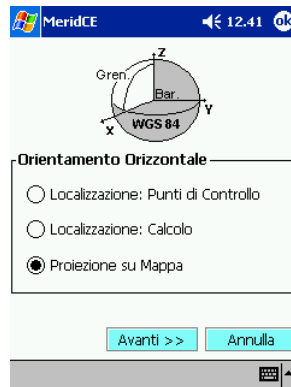 MeridCE 12.41 ok
Z
Gren.
Bar.
Y
X
WGS 84
Orientamento Orizzontale
Localizzazione: Punti di Controllo
Localizzazione: Calcolo
Proiezione su Mappa
Avanti >> Annulla